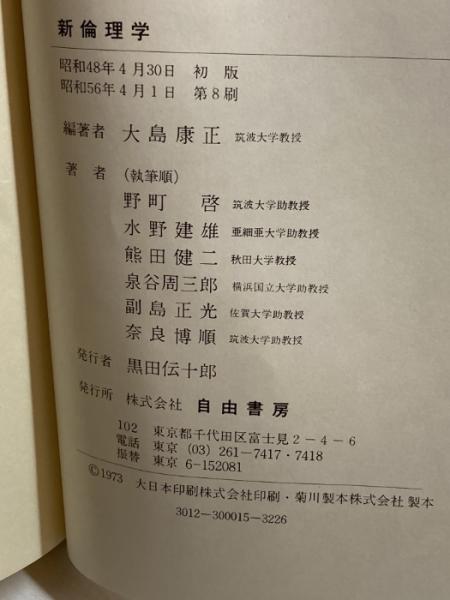 新倫理学
昭和48年4月30日 初版
昭和56年4月1日 第8刷
編著者 大島康正 筑波大学教授
著者 (執筆順)
野町啓 筑波大学助教授
水野建雄 亜細亜大学助教授
熊田健二 秋田大学教授
泉谷周三郎 横浜国立大学助教授
副島正光 佐賀大学助教授
奈良博順 筑波大学助教授
発行者 黒田伝十郎
発行所 株式会社 自由書房
102 東京都千代田区富士見2-4-6
電話 東京 (03) 261-7417・7418
振替 東京 6-152081
©1973 大日本印刷株式会社印刷・菊川製本株式会社 製本
3012-300015-3226